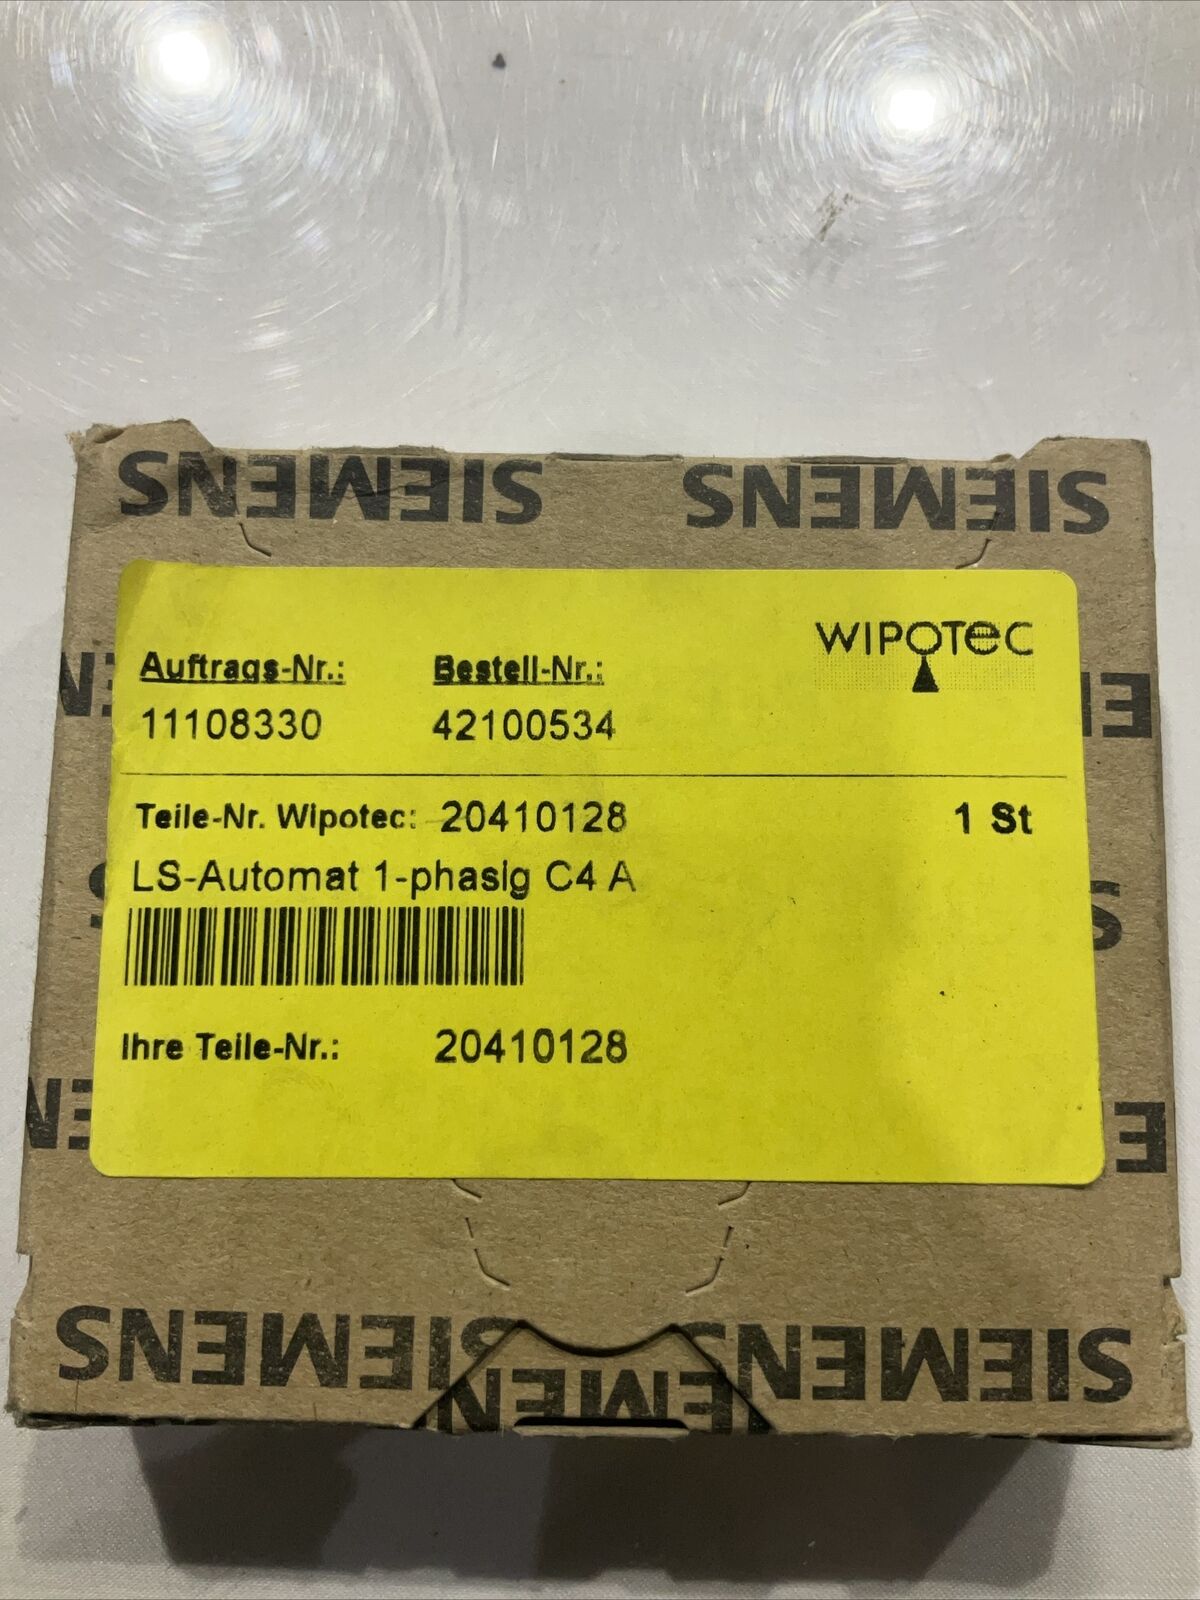 SIEMENS SIEMENS
WIPOTEC
Auftrags-Nr.: Bestell-Nr.:
11108330 42100534
Teile-Nr. Wipotec: 20410128 1 St
LS-Automat 1-phasig C4 A
Ihre Teile-Nr.: 20410128
SIEMENS SIEMENS
SIEMENS